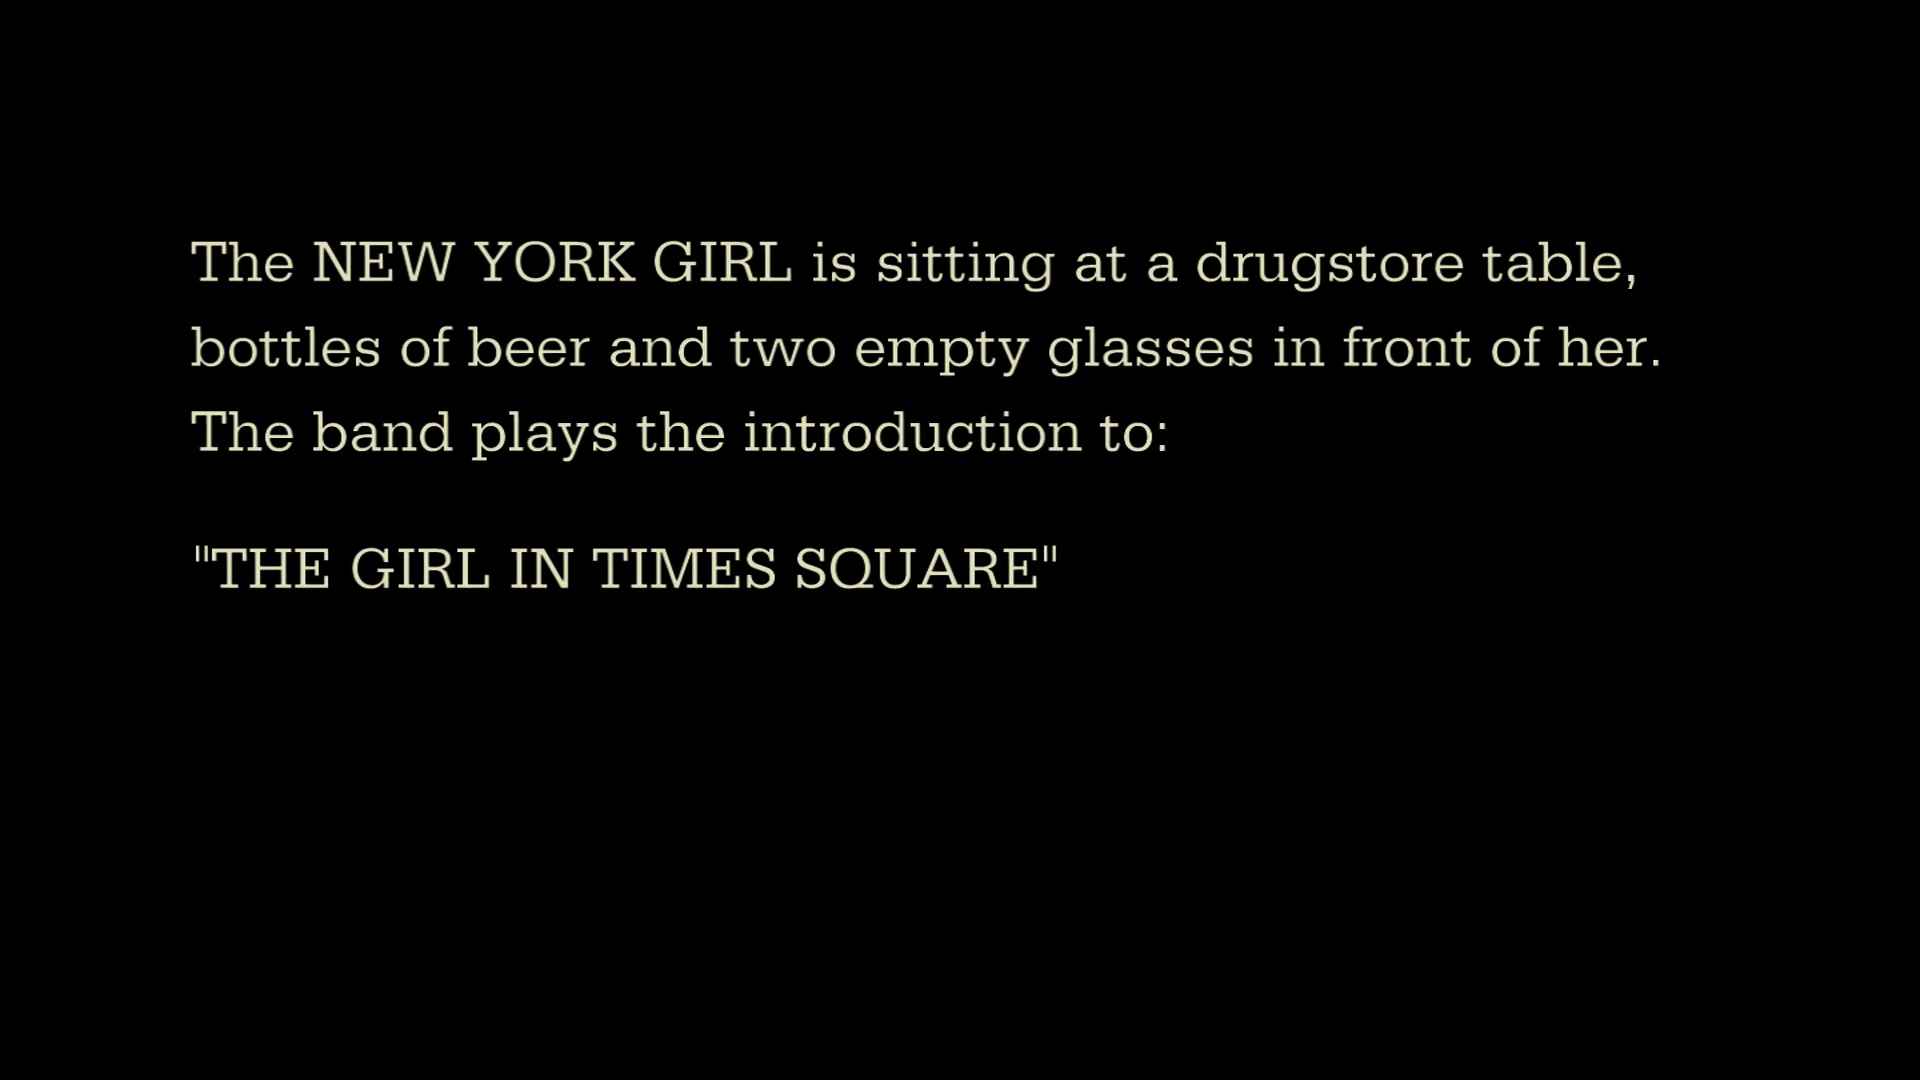 The NEW YORK GIRL is sitting at a drugstore table,
bottles of beer and two empty glasses in front of her.
The band plays the introduction to:
"THE GIRL IN TIMES SQUARE"